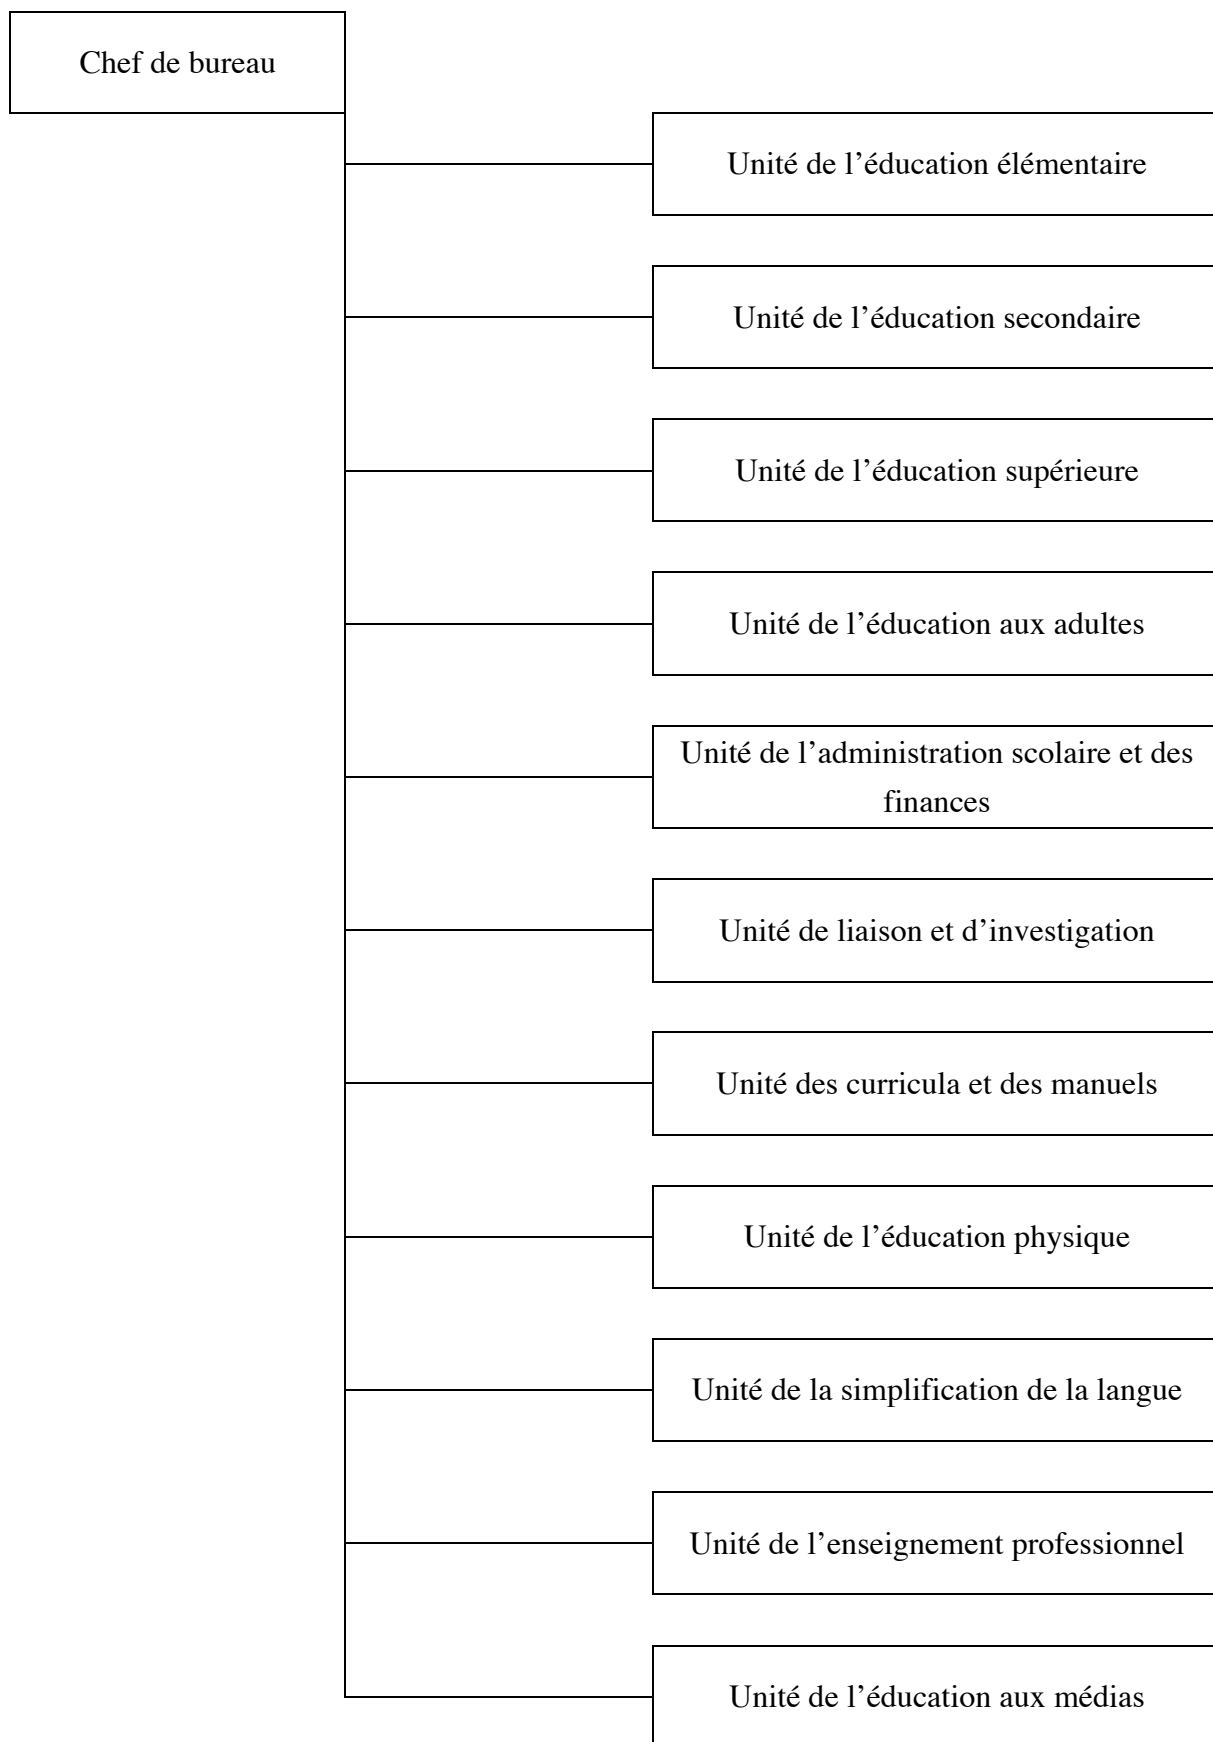 Chef de bureau
Unité de l’éducation élémentaire
Unité de l’éducation secondaire
Unité de l’éducation supérieure
Unité de l’éducation aux adultes
Unité de l’administration scolaire et des
finances
Unité de liaison et d’investigation
Unité des curricula et des manuels
Unité de l’éducation physique
Unité de la simplification de la langue
Unité de l’enseignement professionnel
Unité de l’éducation aux médias